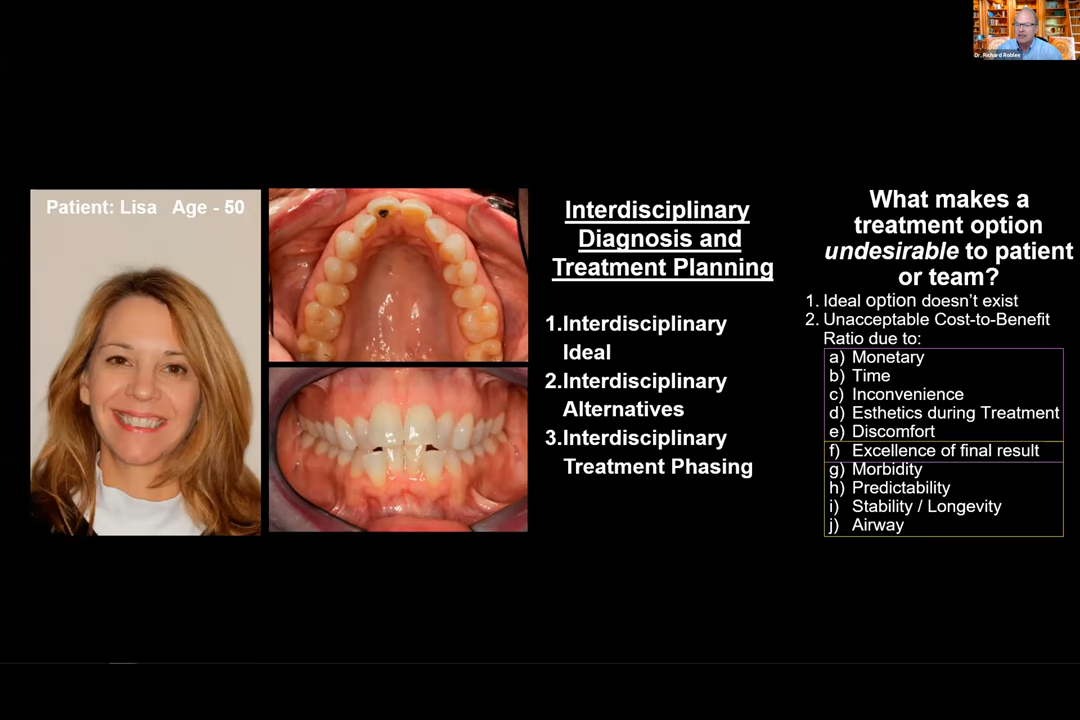 Dr. Richard Roblee
Patient: Lisa Age - 50
Interdisciplinary
Diagnosis and
Treatment Planning
1.Interdisciplinary
Ideal
2.Interdisciplinary
Alternatives
3.Interdisciplinary
Treatment Phasing
What makes a
treatment option
undesirable to patient
or team?
1. Ideal option doesn't exist
2. Unacceptable Cost-to-Benefit
Ratio due to:
a) Monetary
b) Time
c) Inconvenience
d) Esthetics during Treatment
e) Discomfort
f) Excellence of final result
g) Morbidity
h) Predictability
i) Stability / Longevity
j) Airway